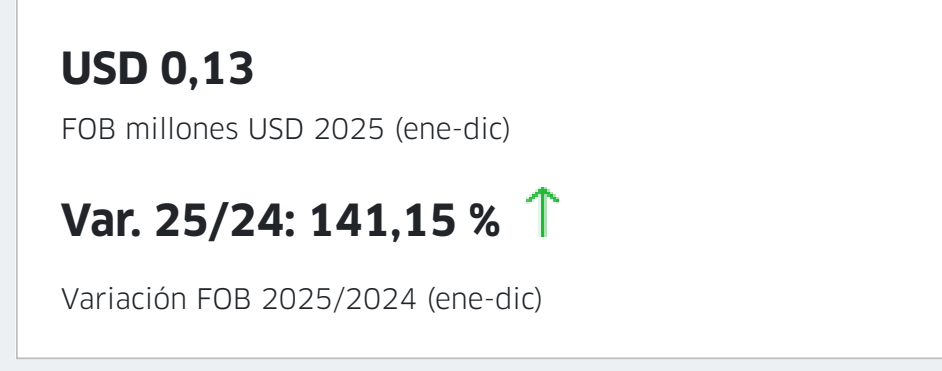 USD 0,13
FOB millones USD 2025 (ene-dic)
Var. 25/24: 141,15 %
Variación FOB 2025/2024 (ene-dic)